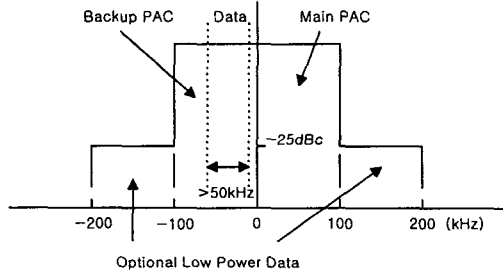 Backup PAC Data Main PAC
-25dBc
>50kHz
-200 -100 0 100 200 (kHz)
Optional Low Power Data